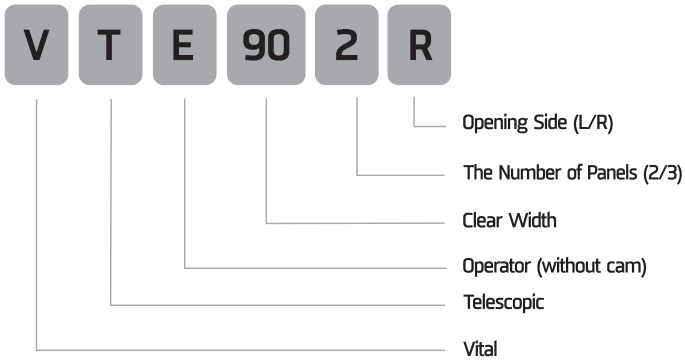 V T E 90 2 R
Opening Side (L/R)
The Number of Panels (2/3)
Clear Width
Operator (without cam)
Telescopic
Vital